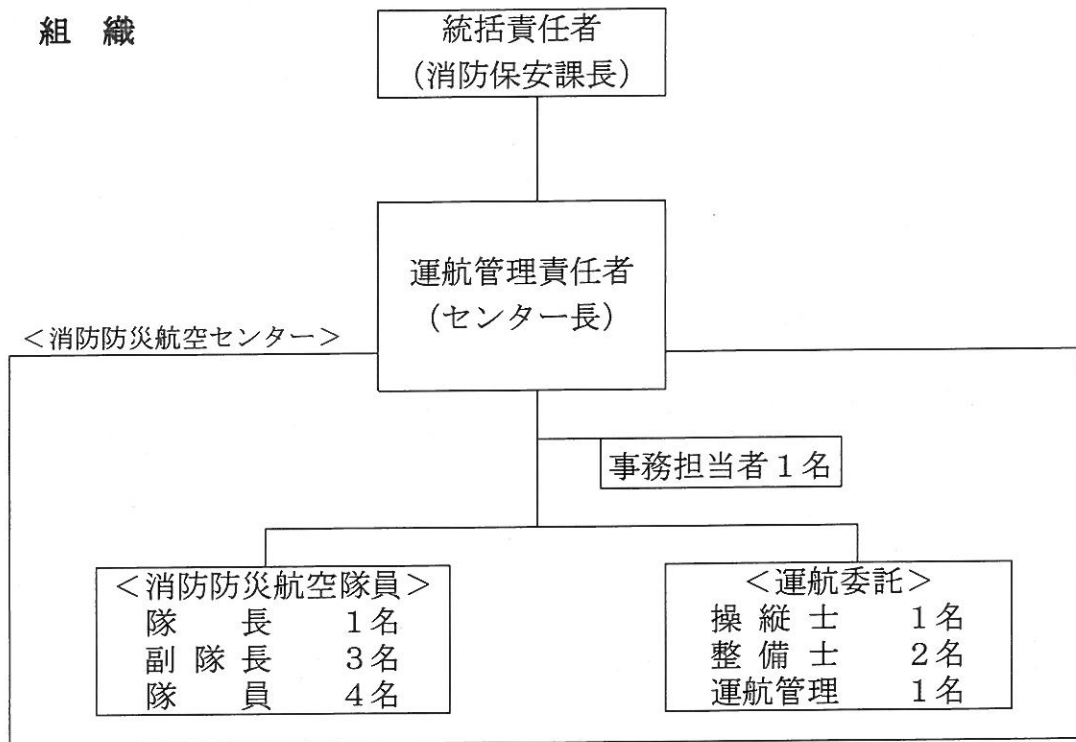 組 織
統括責任者
（消防保安課長）
運航管理責任者
（センター長）
＜消防防災航空センター＞
事務担当者１名
＜消防防災航空隊員＞
隊　　長　１名
副 隊 長　３名
隊　　員　４名
＜運航委託＞
操 縦 士　１名
整 備 士　２名
運航管理　１名